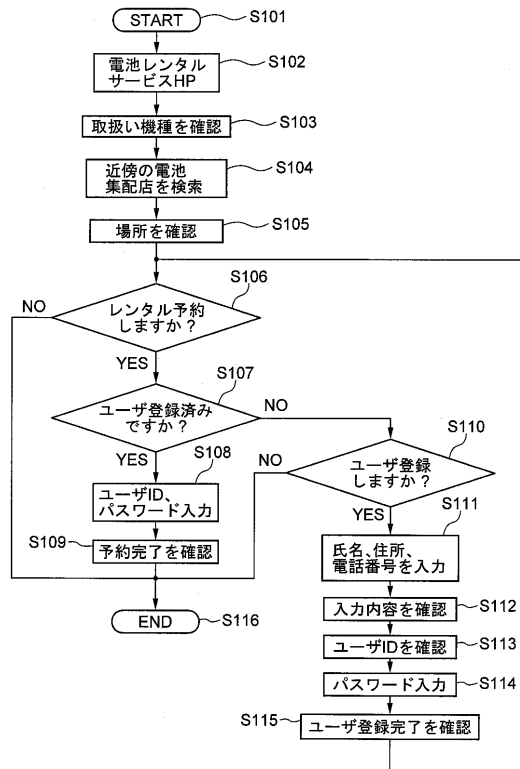 START
S101
電池レンタル
サービスHP
S102
取扱い機種を確認
S103
近傍の電池
集配店を検索
S104
場所を確認
S105
S106
NO
レンタル予約
しますか?
YES
S107
ユーザ登録済み
ですか?
NO
YES
S108
S110
NO
ユーザ登録
しますか?
YES
ユーザID、
パスワード入力
S111
S109
予約完了を確認
氏名、住所、
電話番号を入力
END
S116
入力内容を確認
S112
ユーザIDを確認
S113
パスワード入力
S114
S115
ユーザ登録完了を確認